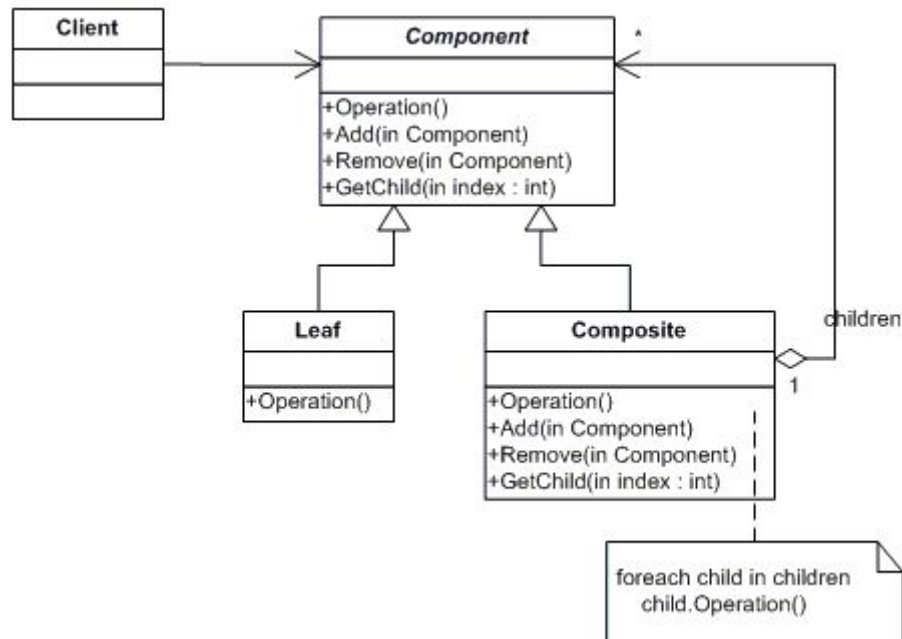 Client
Component
*
+Operation()
+Add(in Component)
+Remove(in Component)
+GetChild(in index : int)
Leaf
+Operation()
Composite
children
1
+Operation()
+Add(in Component)
+Remove(in Component)
+GetChild(in index : int)
foreach child in children
child.Operation()